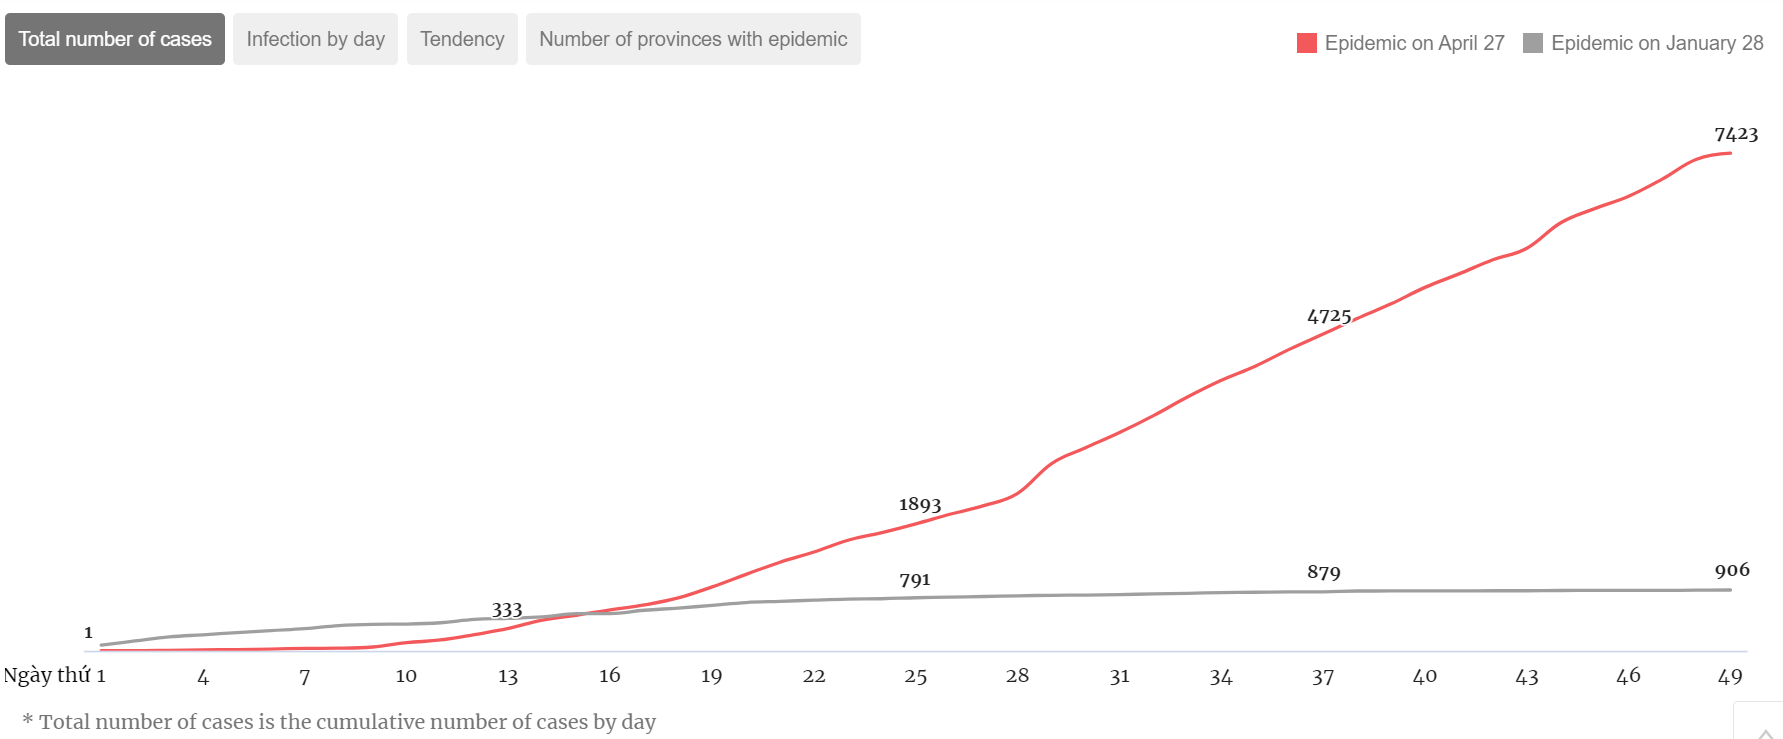 Total number of cases Infection by day Tendency Number of provinces with epidemic Epidemic on April 27 Epidemic on January 28
7423
4725
1893
791 879 906
333
1
Ngày thứ 1 4 7 10 13 16 19 22 25 28 31 34 37 40 43 46 49
* Total number of cases is the cumulative number of cases by day